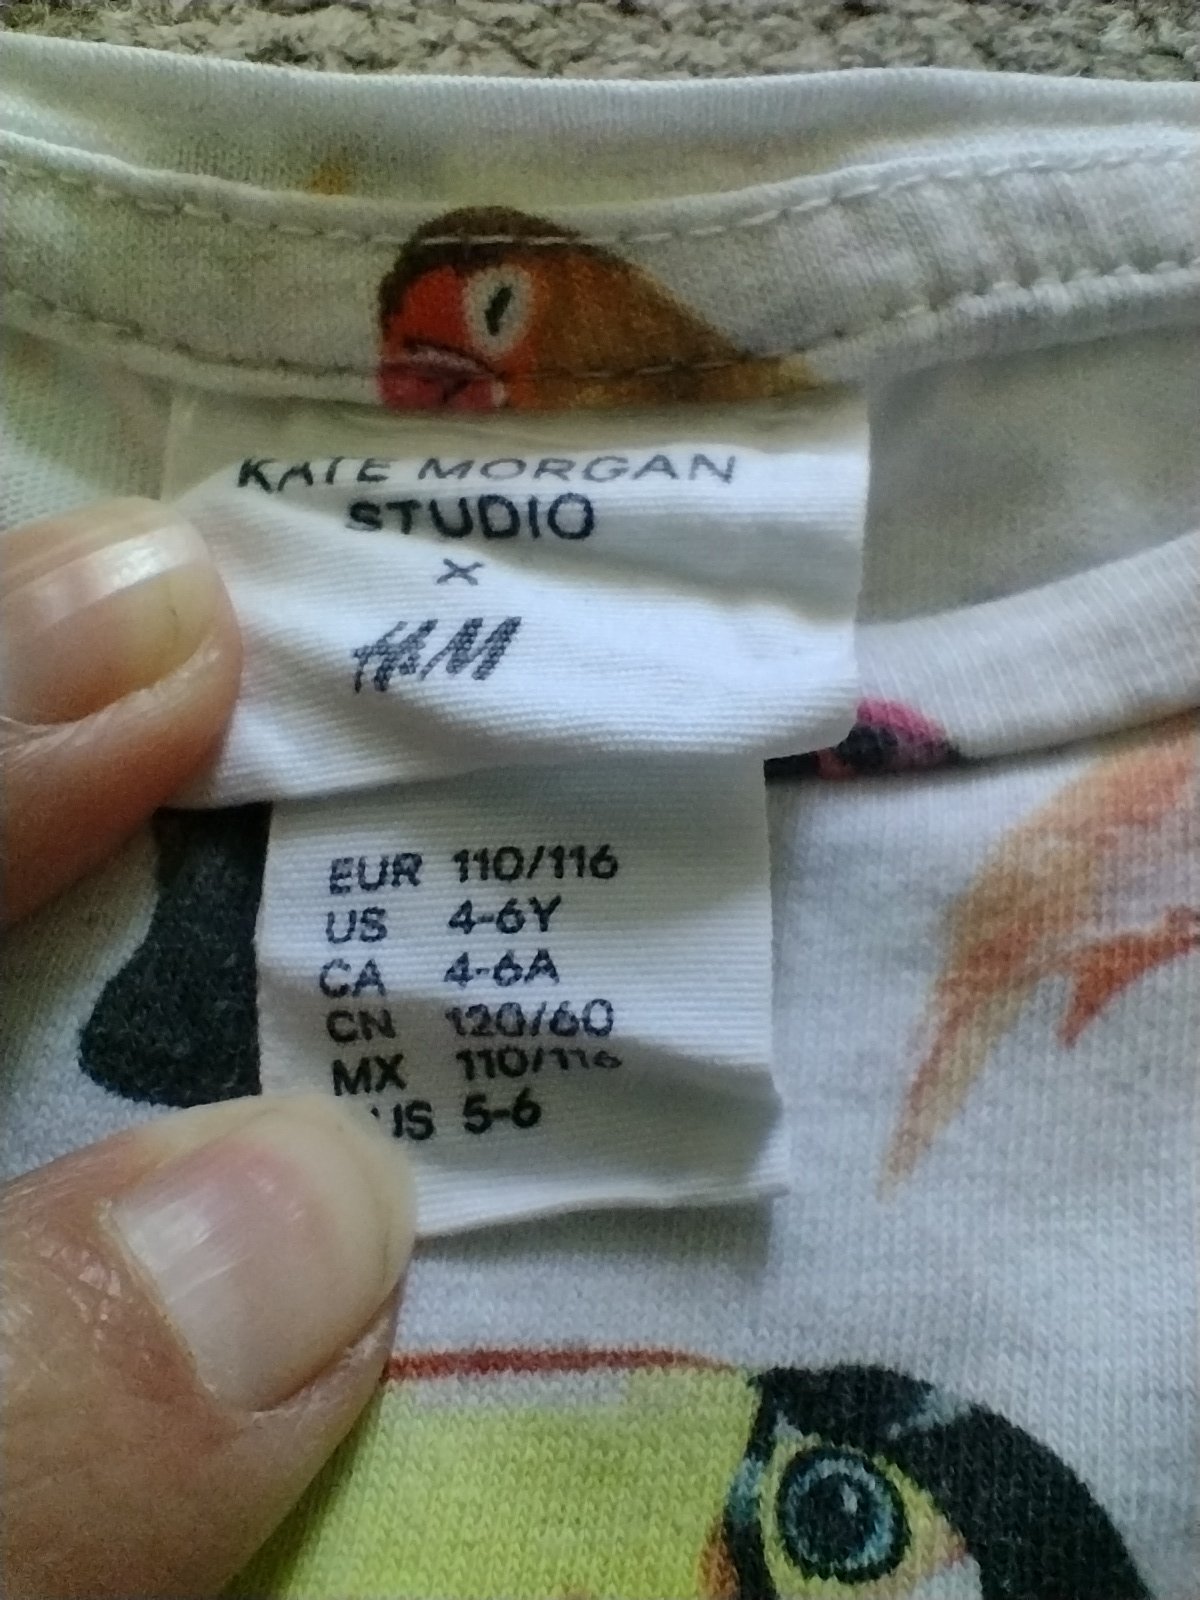 KATE MORGAN
STUDIO
x
H&M
EUR 110/116
US 4-6Y
CA 4-6A
CN 120/60
MX 110/116
5-6